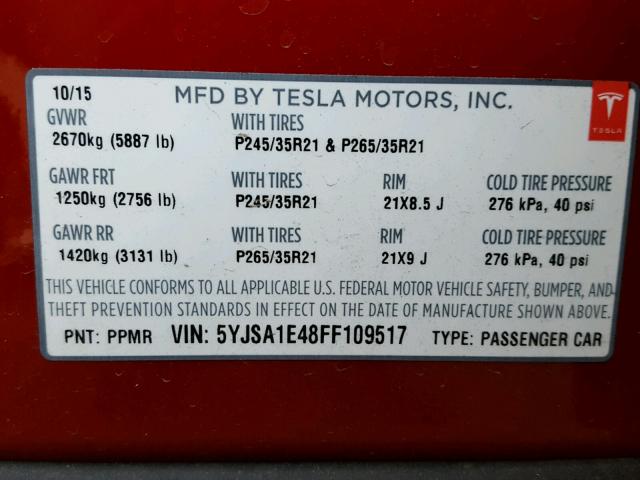 10/15 MFD BY TESLA MOTORS, INC.
TESLA
GVWR WITH TIRES
2670kg (5887 lb) P245/35R21 & P265/35R21
GAWR FRT WITH TIRES RIM COLD TIRE PRESSURE
1250kg (2756 lb) P245/35R21 21X8.5 J 276 kPa, 40 psi
GAWR RR WITH TIRES RIM COLD TIRE PRESSURE
1420kg (3131 lb) P265/35R21 21X9 J 276 kPa, 40 psi
THIS VEHICLE CONFORMS TO ALL APPLICABLE U.S. FEDERAL MOTOR VEHICLE SAFETY, BUMPER, AND
THEFT PREVENTION STANDARDS IN EFFECT ON THE DATE OF MANUFACTURE SHOWN ABOVE.
PNT: PPMR VIN: 5YJSA1E48FF109517 TYPE: PASSENGER CAR